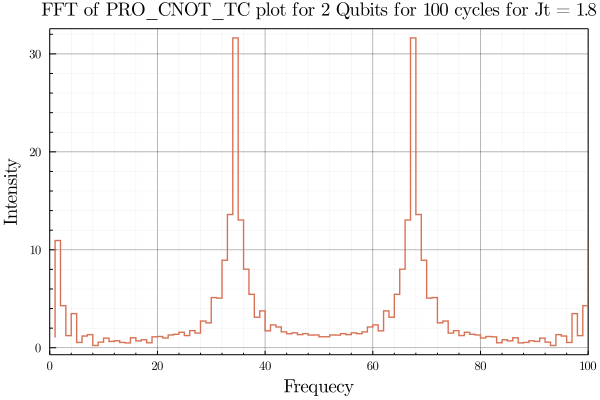 FFT of PRO_CNOT_TC plot for 2 Qubits for 100 cycles for Jt = 1.8
30
20
10
0
0 20 40 60 80 100
Intensity
Frequecy